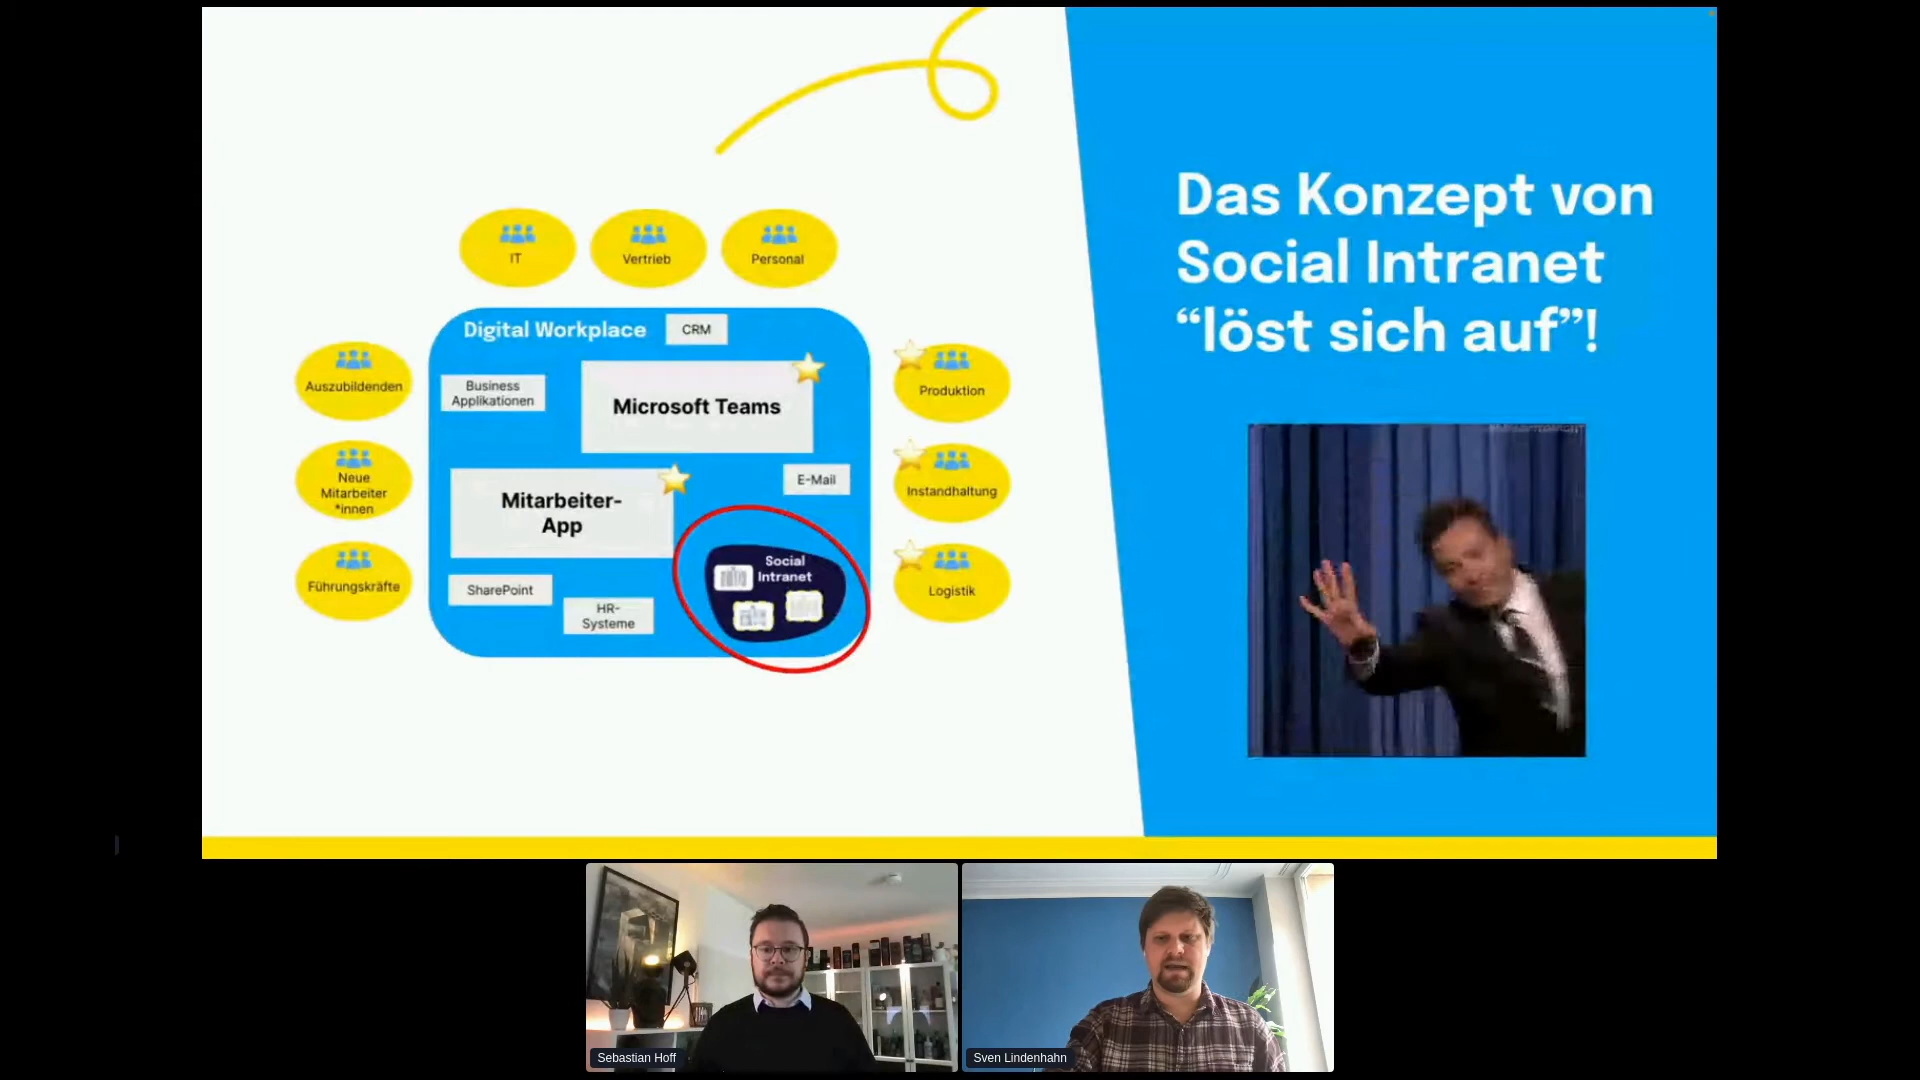 IT
Vertrieb
Personal
Digital Workplace
CRM
Auszubildenden
Business
Applikationen
Microsoft Teams
Produktion
Neue
Mitarbeiter
*innen
Mitarbeiter-
App
E-Mail
Instandhaltung
Führungskräfte
SharePoint
HR-
Systeme
Social
Intranet
Logistik
Das Konzept von
Social Intranet
“löst sich auf”!
Sebastian Hoff
Sven Lindenhahn